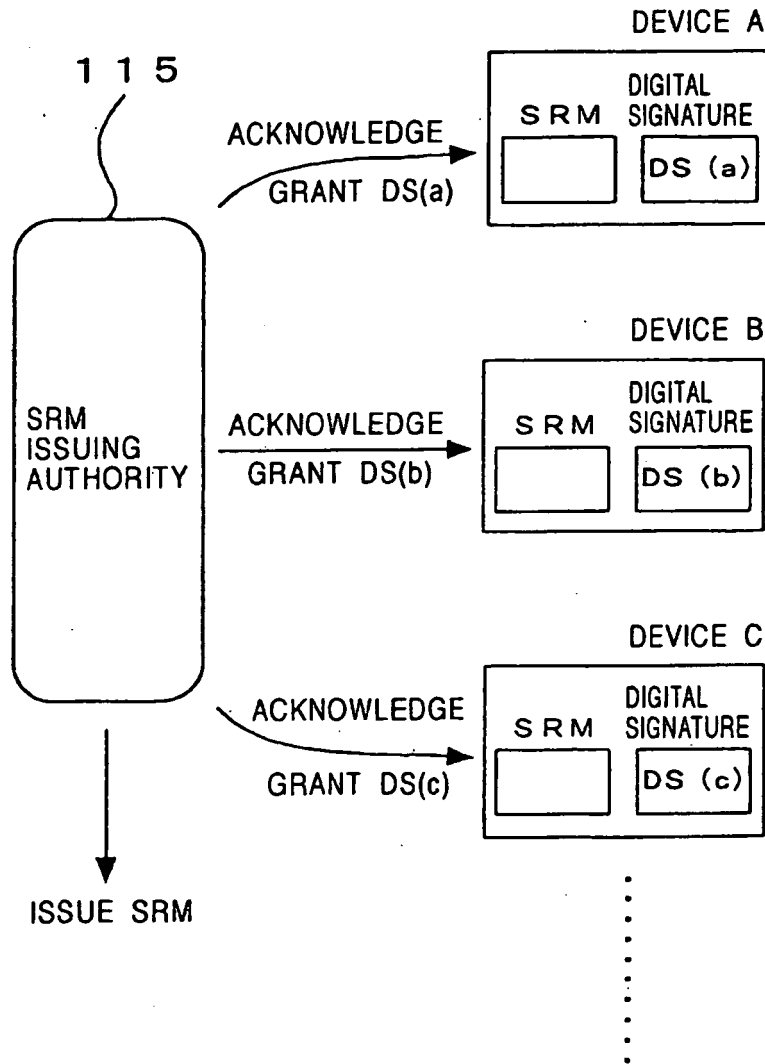 115
SRM
ISSUING
AUTHORITY
ISSUE SRM
ACKNOWLEDGE
GRANT DS(a)
DEVICE A
SRM
DIGITAL
SIGNATURE
DS (a)
ACKNOWLEDGE
GRANT DS(b)
DEVICE B
SRM
DIGITAL
SIGNATURE
DS (b)
ACKNOWLEDGE
GRANT DS(c)
DEVICE C
SRM
DIGITAL
SIGNATURE
DS (c)